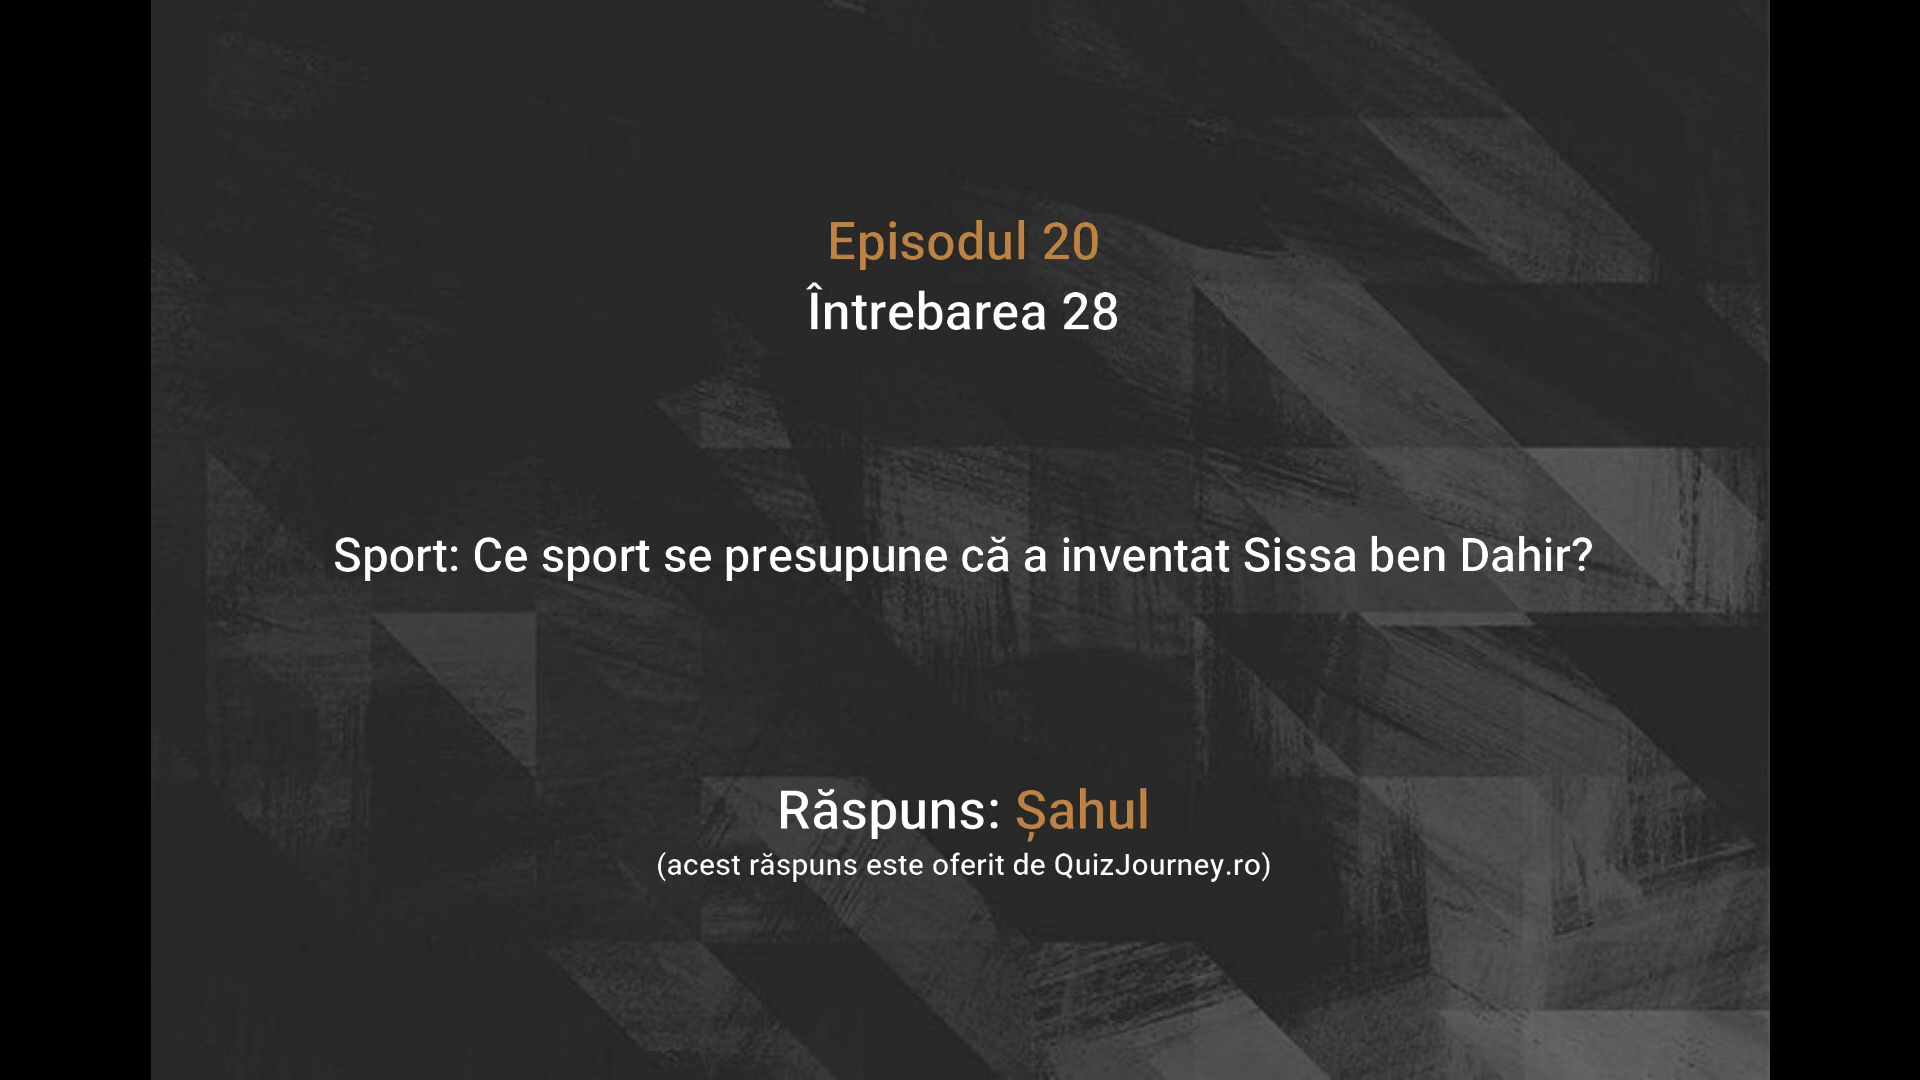 Episodul 20
Întrebarea 28
Sport: Ce sport se presupune că a inventat Sissa ben Dahir?
Răspuns: Șahul
(acest răspuns este oferit de QuizJourney.ro)